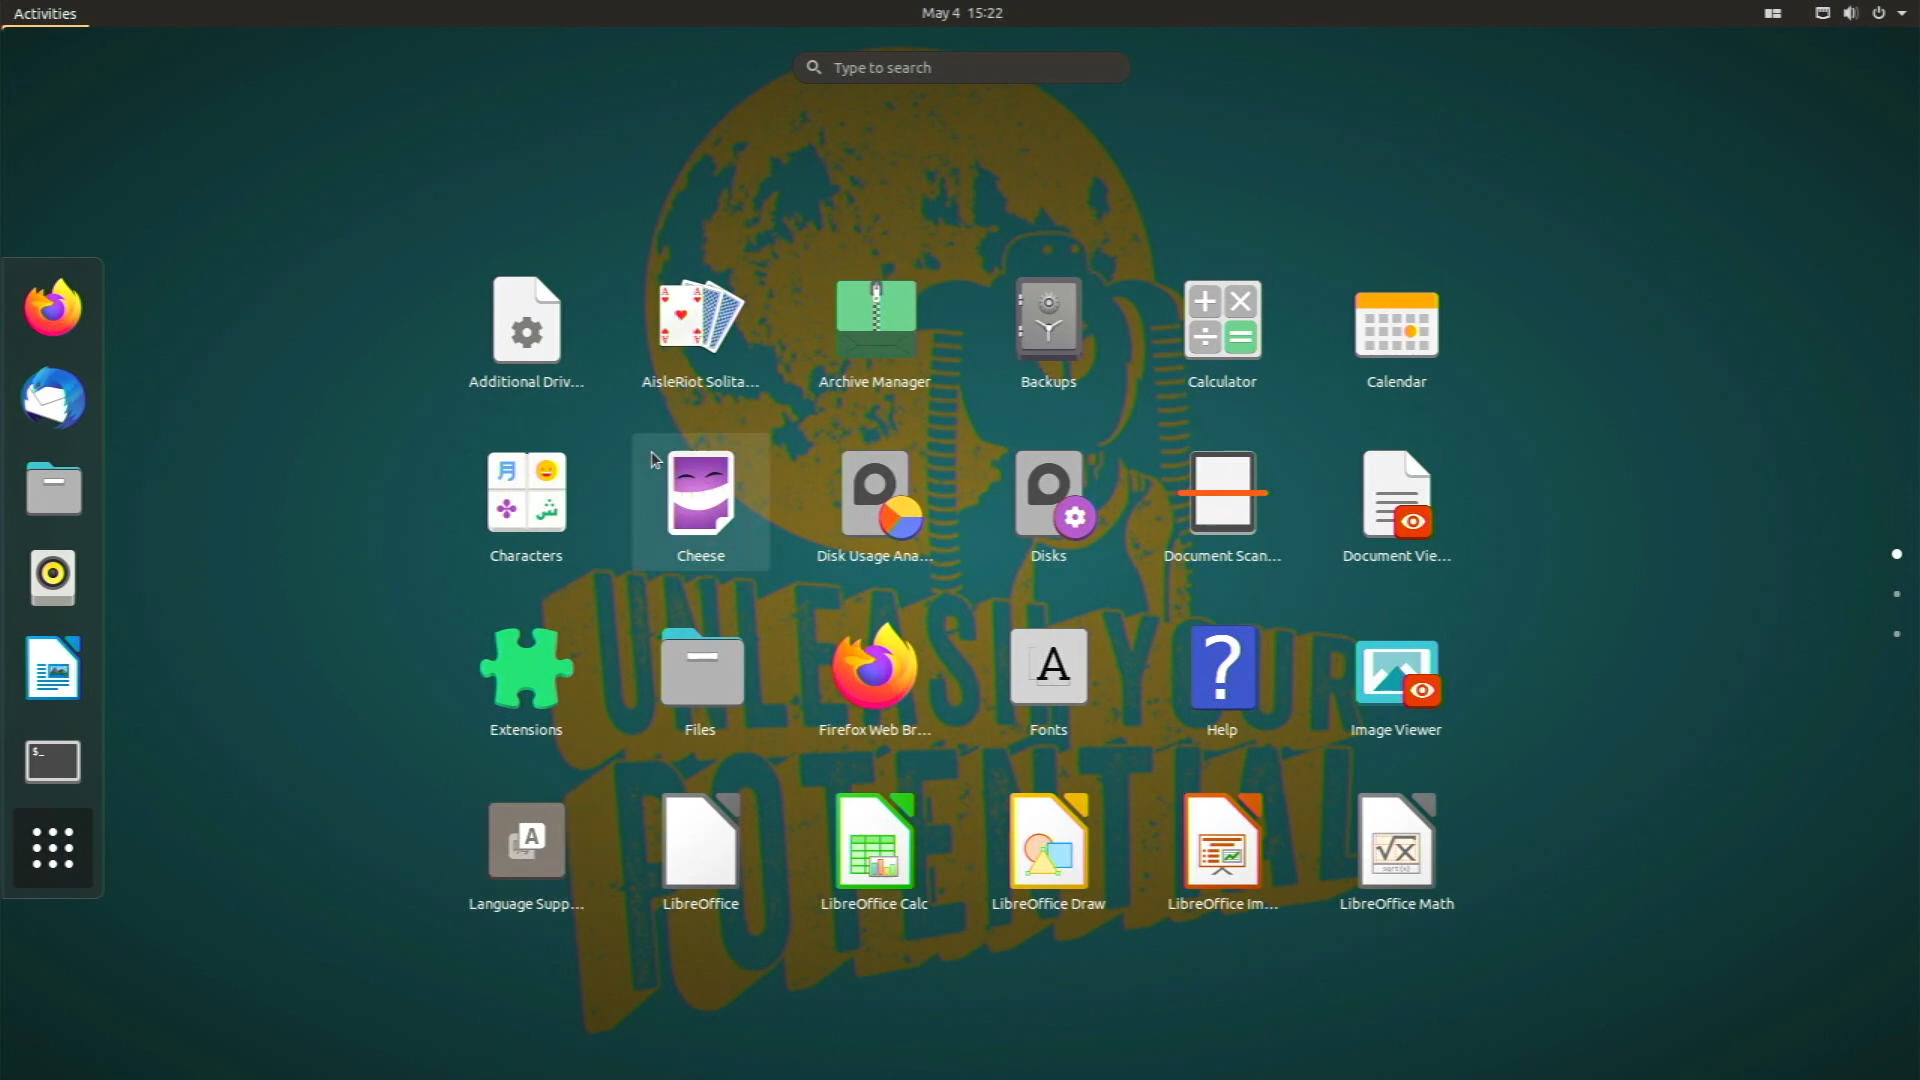 Activities
May 4 15:22
Type to search
Additional Driv...
AisleRiot Solita...
Archive Manager
Backups
Calculator
Calendar
Characters
Cheese
Disk Usage Ana...
Disks
Document Scan...
Document Vie...
UNLEASH YOUR
Extensions
Files
Firefox Web Br...
Fonts
Help
Image Viewer
POTENTIAL
Language Supp...
LibreOffice
LibreOffice Calc
LibreOffice Draw
LibreOffice Im...
LibreOffice Math